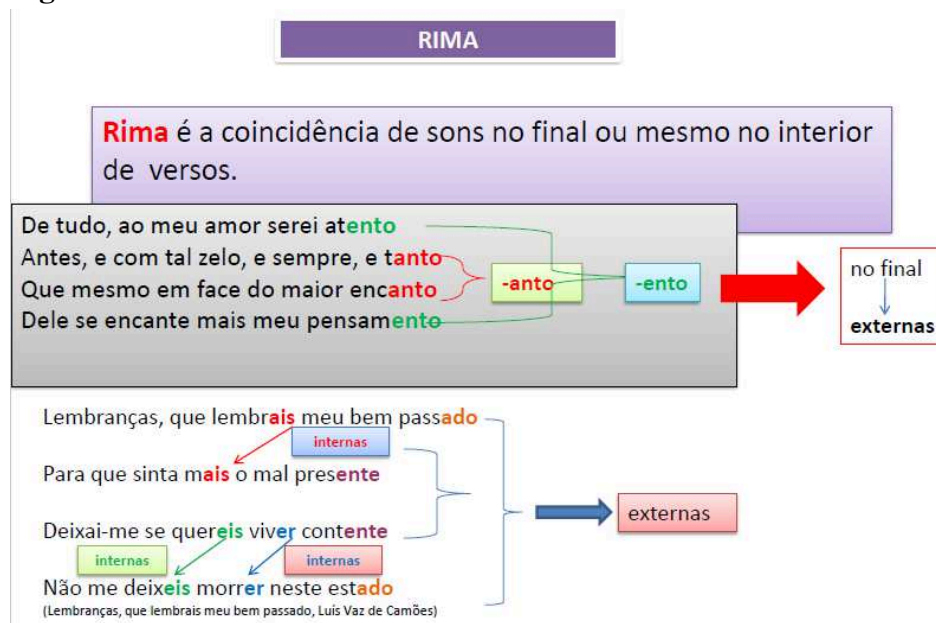 RIMA
Rima é a coincidência de sons no final ou mesmo no interior
de versos.
De tudo, ao meu amor serei atento
Antes, e com tal zelo, e sempre, e tanto
Que mesmo em face do maior encanto
Dele se encante mais meu pensamento
-anto
-ento
no final
externas
Lembranças, que lembrais meu bem passado
internas
Para que sinta mais o mal presente
Deixai-me se quereis viver contente
internas
internas
Não me deixeis morrer neste estado
(Lembranças, que lembrais meu bem passado, Luís Vaz de Camões)
externas